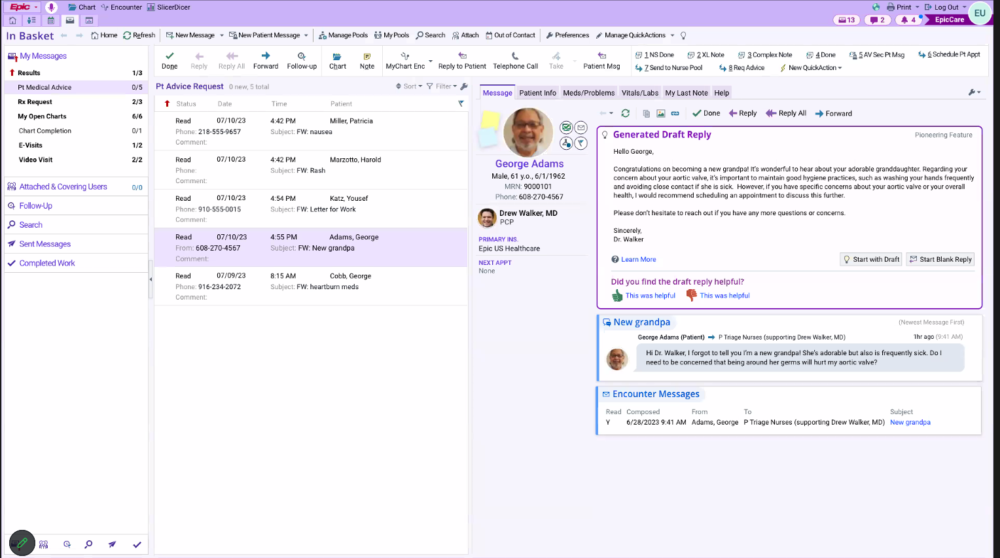 Epic Chart Encounter SlicerDicer Print Log Out EU
13 2 4 EpicCare
In Basket Home Refresh New Message New Patient Message Manage Pools My Pools Search Attach Out of Contact Preferences Manage QuickActions
My Messages
Results 1/3
Pt Medical Advice 0/5
Rx Request 2/3
My Open Charts 6/6
Chart Completion 0/1
E-Visits 1/2
Video Visit 2/2
Attached & Covering Users 0/0
Follow-Up
Search
Sent Messages
Completed Work
Done Reply Reply All Forward Follow-up Chart Note MyChart Enc Reply to Patient Telephone Call Take Patient Msg
1 NS Done 2 XL Note 3 Complex Note 4 Done 5 AV Sec Pt Msg 6 Schedule Pt Appt
7 Send to Nurse Pool 8 Req Advice New QuickAction
Pt Advice Request 0 new, 5 total Sort Filter
Status Date Time Patient
Read 07/10/23 4:42 PM Miller, Patricia
Phone: 218-555-9657 Subject: FW: nausea
Comment:
Read 07/10/23 4:42 PM Marzotto, Harold
Phone: Subject: FW: Rash
Comment:
Read 07/10/23 4:54 PM Katz, Yousef
Phone: 910-555-0015 Subject: FW: Letter for Work
Comment:
Read 07/10/23 4:55 PM Adams, George
From: 608-270-4567 Subject: FW: New grandpa
Comment:
Read 07/09/23 8:15 AM Cobb, George
Phone: 916-234-2072 Subject: FW: heartburn meds
Comment:
Message Patient Info Meds/Problems Vitals/Labs My Last Note Help
George Adams
Male, 61 y.o., 6/1/1962
MRN: 9000101
Phone: 608-270-4567
Drew Walker, MD
PCP
PRIMARY INS.
Epic US Healthcare
NEXT APPT
None
Done Reply Reply All Forward
Generated Draft Reply Pioneering Feature
Hello George,
Congratulations on becoming a new grandpa! It's wonderful to hear about your adorable granddaughter. Regarding your
concern about your aortic valve, it's important to maintain good hygiene practices, such as washing your hands frequently
and avoiding close contact if she is sick. However, if you have specific concerns about your aortic valve or your overall
health, I would recommend scheduling an appointment to discuss this further.
Please don't hesitate to reach out if you have any more questions or concerns.
Sincerely,
Dr. Walker
Learn More Start with Draft Start Blank Reply
Did you find the draft reply helpful?
This was helpful This was helpful
New grandpa (Newest Message First)
George Adams (Patient) P Triage Nurses (supporting Drew Walker, MD) 1hr ago (9:41 AM)
Hi Dr. Walker, I forgot to tell you I'm a new grandpa! She's adorable but also is frequently sick. Do I
need to be concerned that being around her germs will hurt my aortic valve?
Encounter Messages
Read Composed From To Subject
Y 6/28/2023 9:41 AM Adams, George P Triage Nurses (supporting Drew Walker, MD) New grandpa